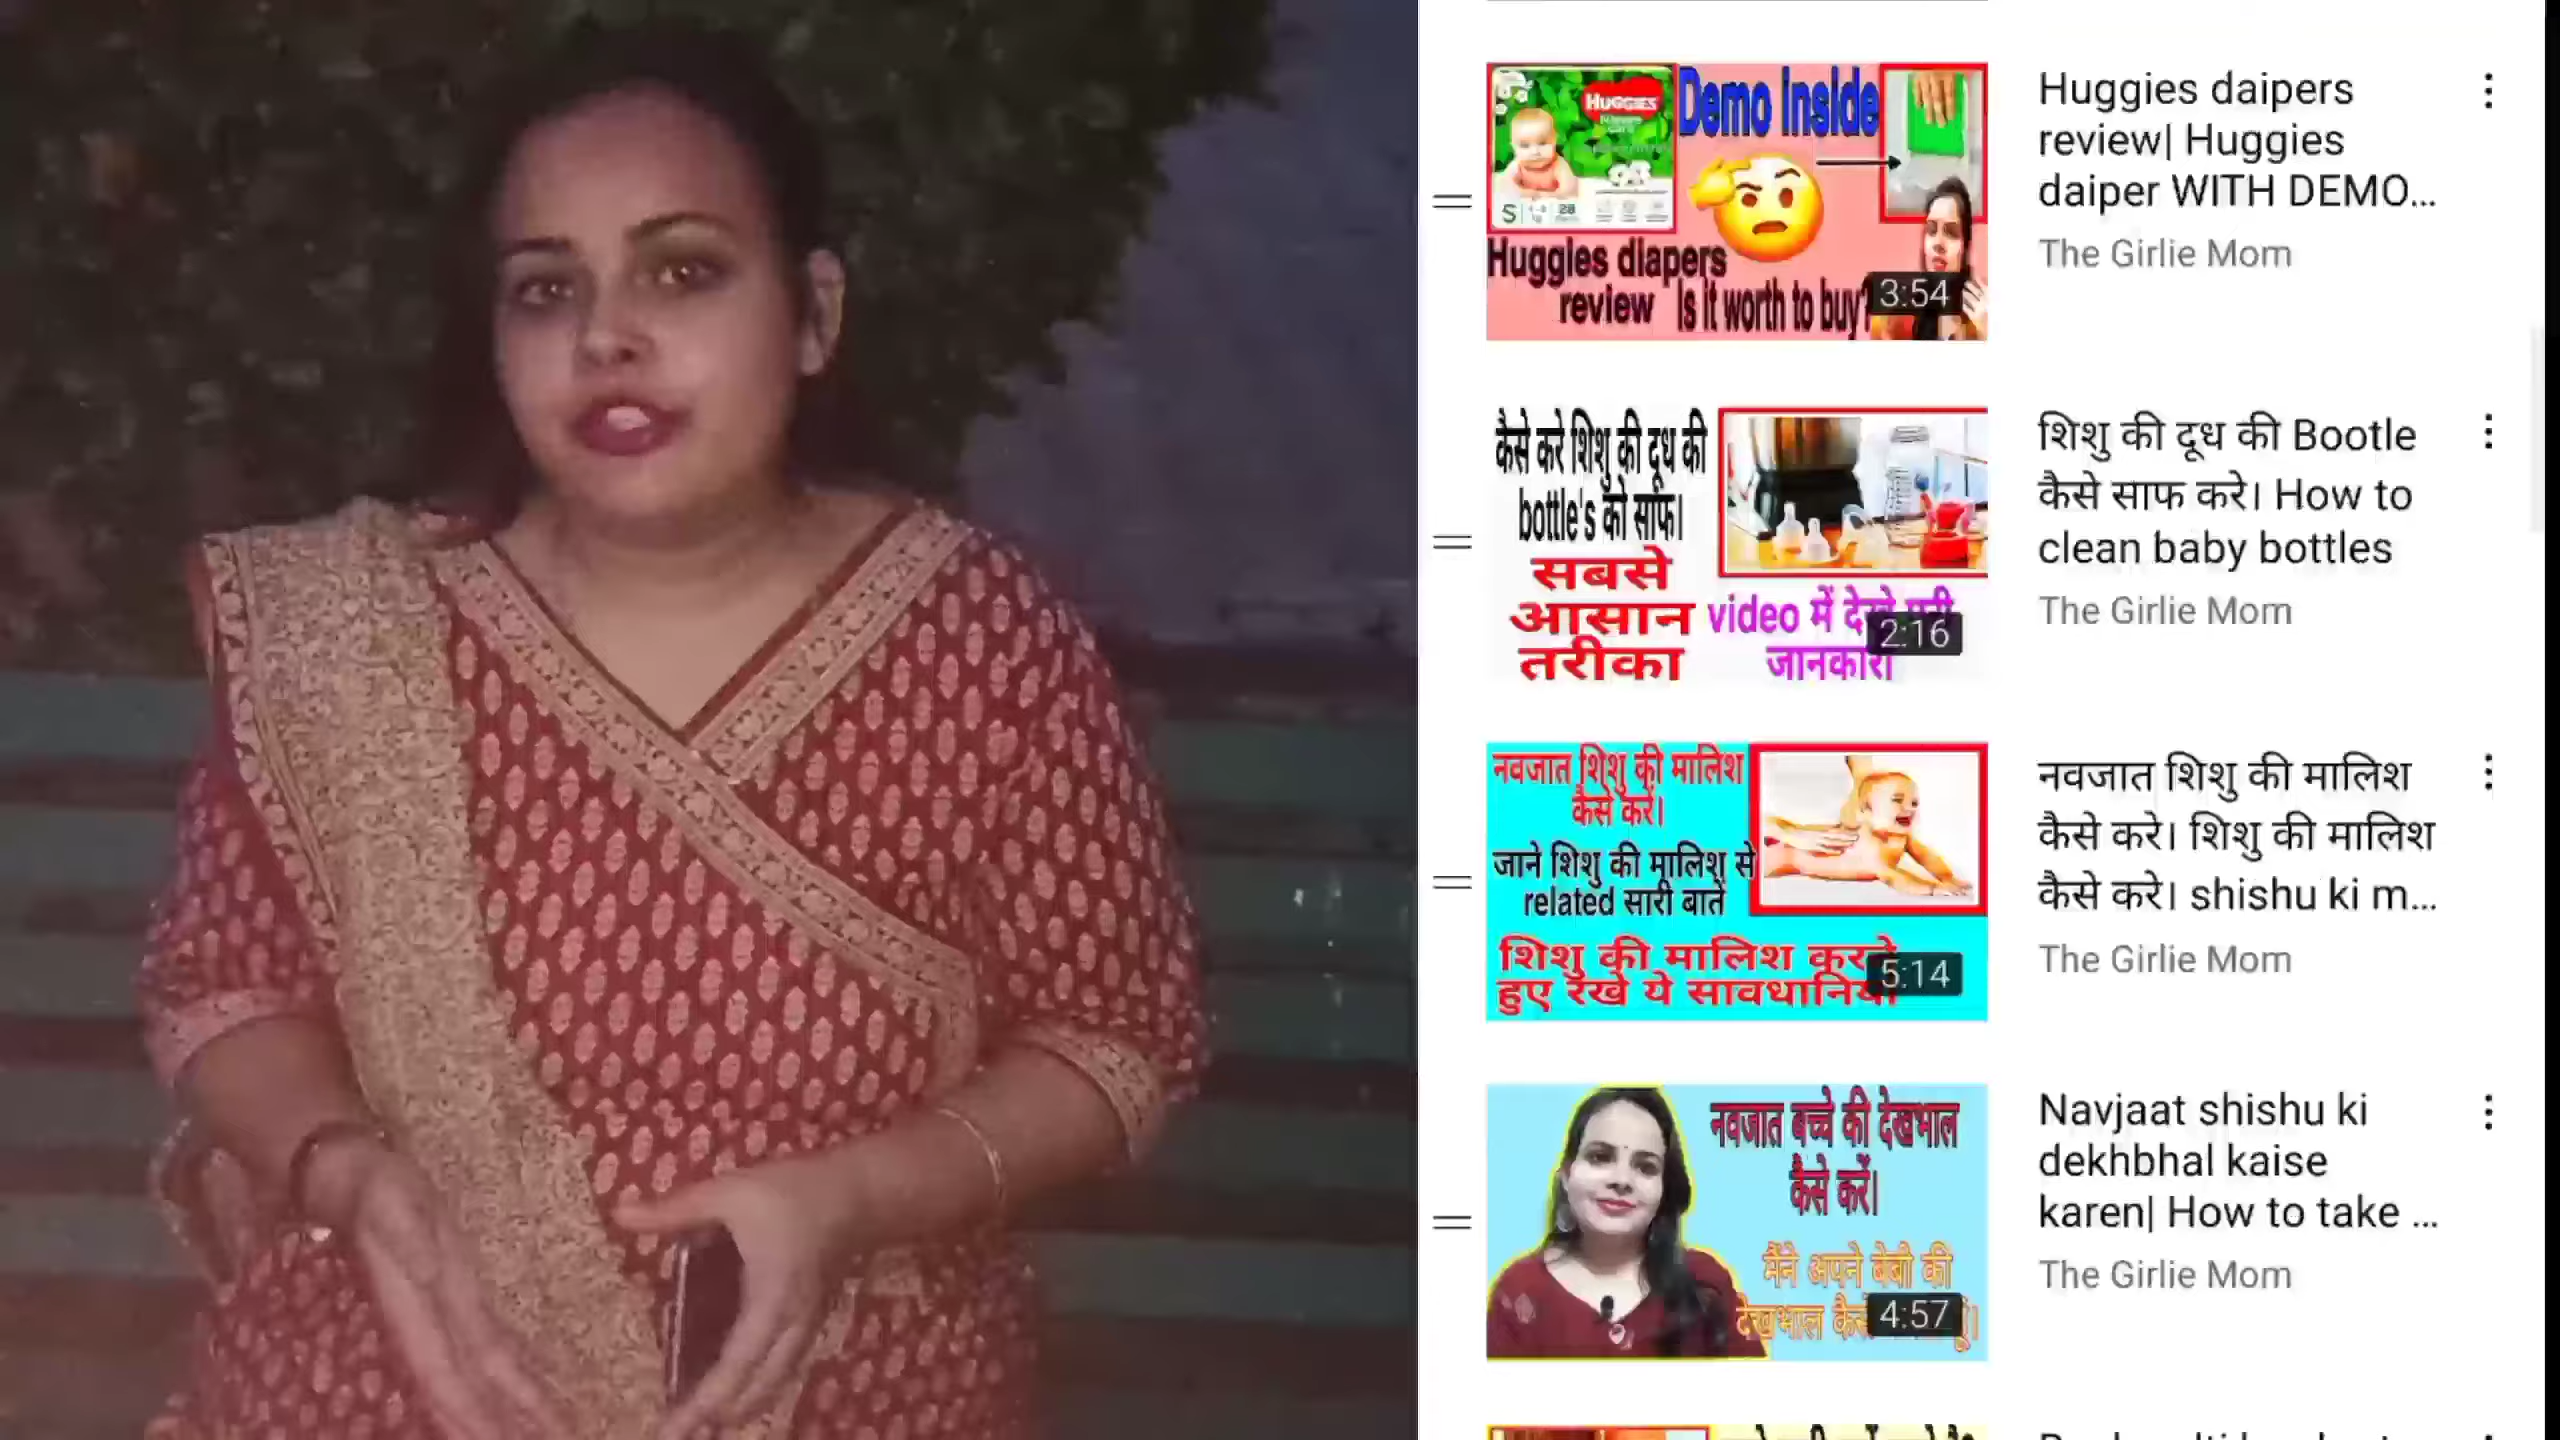 HUGGIES
Demo inside
S
28
Huggies diapers
review Is it worth to buy?
3:54
Huggies daipers
review| Huggies
daiper WITH DEMO...
The Girlie Mom
कैसे करे शिशु की दूध की
bottle's को साफ।
सबसे
आसान
तरीका
video में देखे
जानकारी
2:16
शिशु की दूध की Bootle
कैसे साफ करे। How to
clean baby bottles
The Girlie Mom
नवजात शिशु की मालिश
कैसे करें।
जाने शिशु की मालिश से
related सारी बातें
शिशु की मालिश करते
हुए रखे ये सावधानियां
5:14
नवजात शिशु की मालिश
कैसे करे। शिशु की मालिश
कैसे करे। shishu ki m...
The Girlie Mom
नवजात बच्चे की देखभाल
कैसे करें।
मैंने अपने बेबी की
देखभाल
4:57
Navjaat shishu ki
dekhbhal kaise
karen| How to take ...
The Girlie Mom